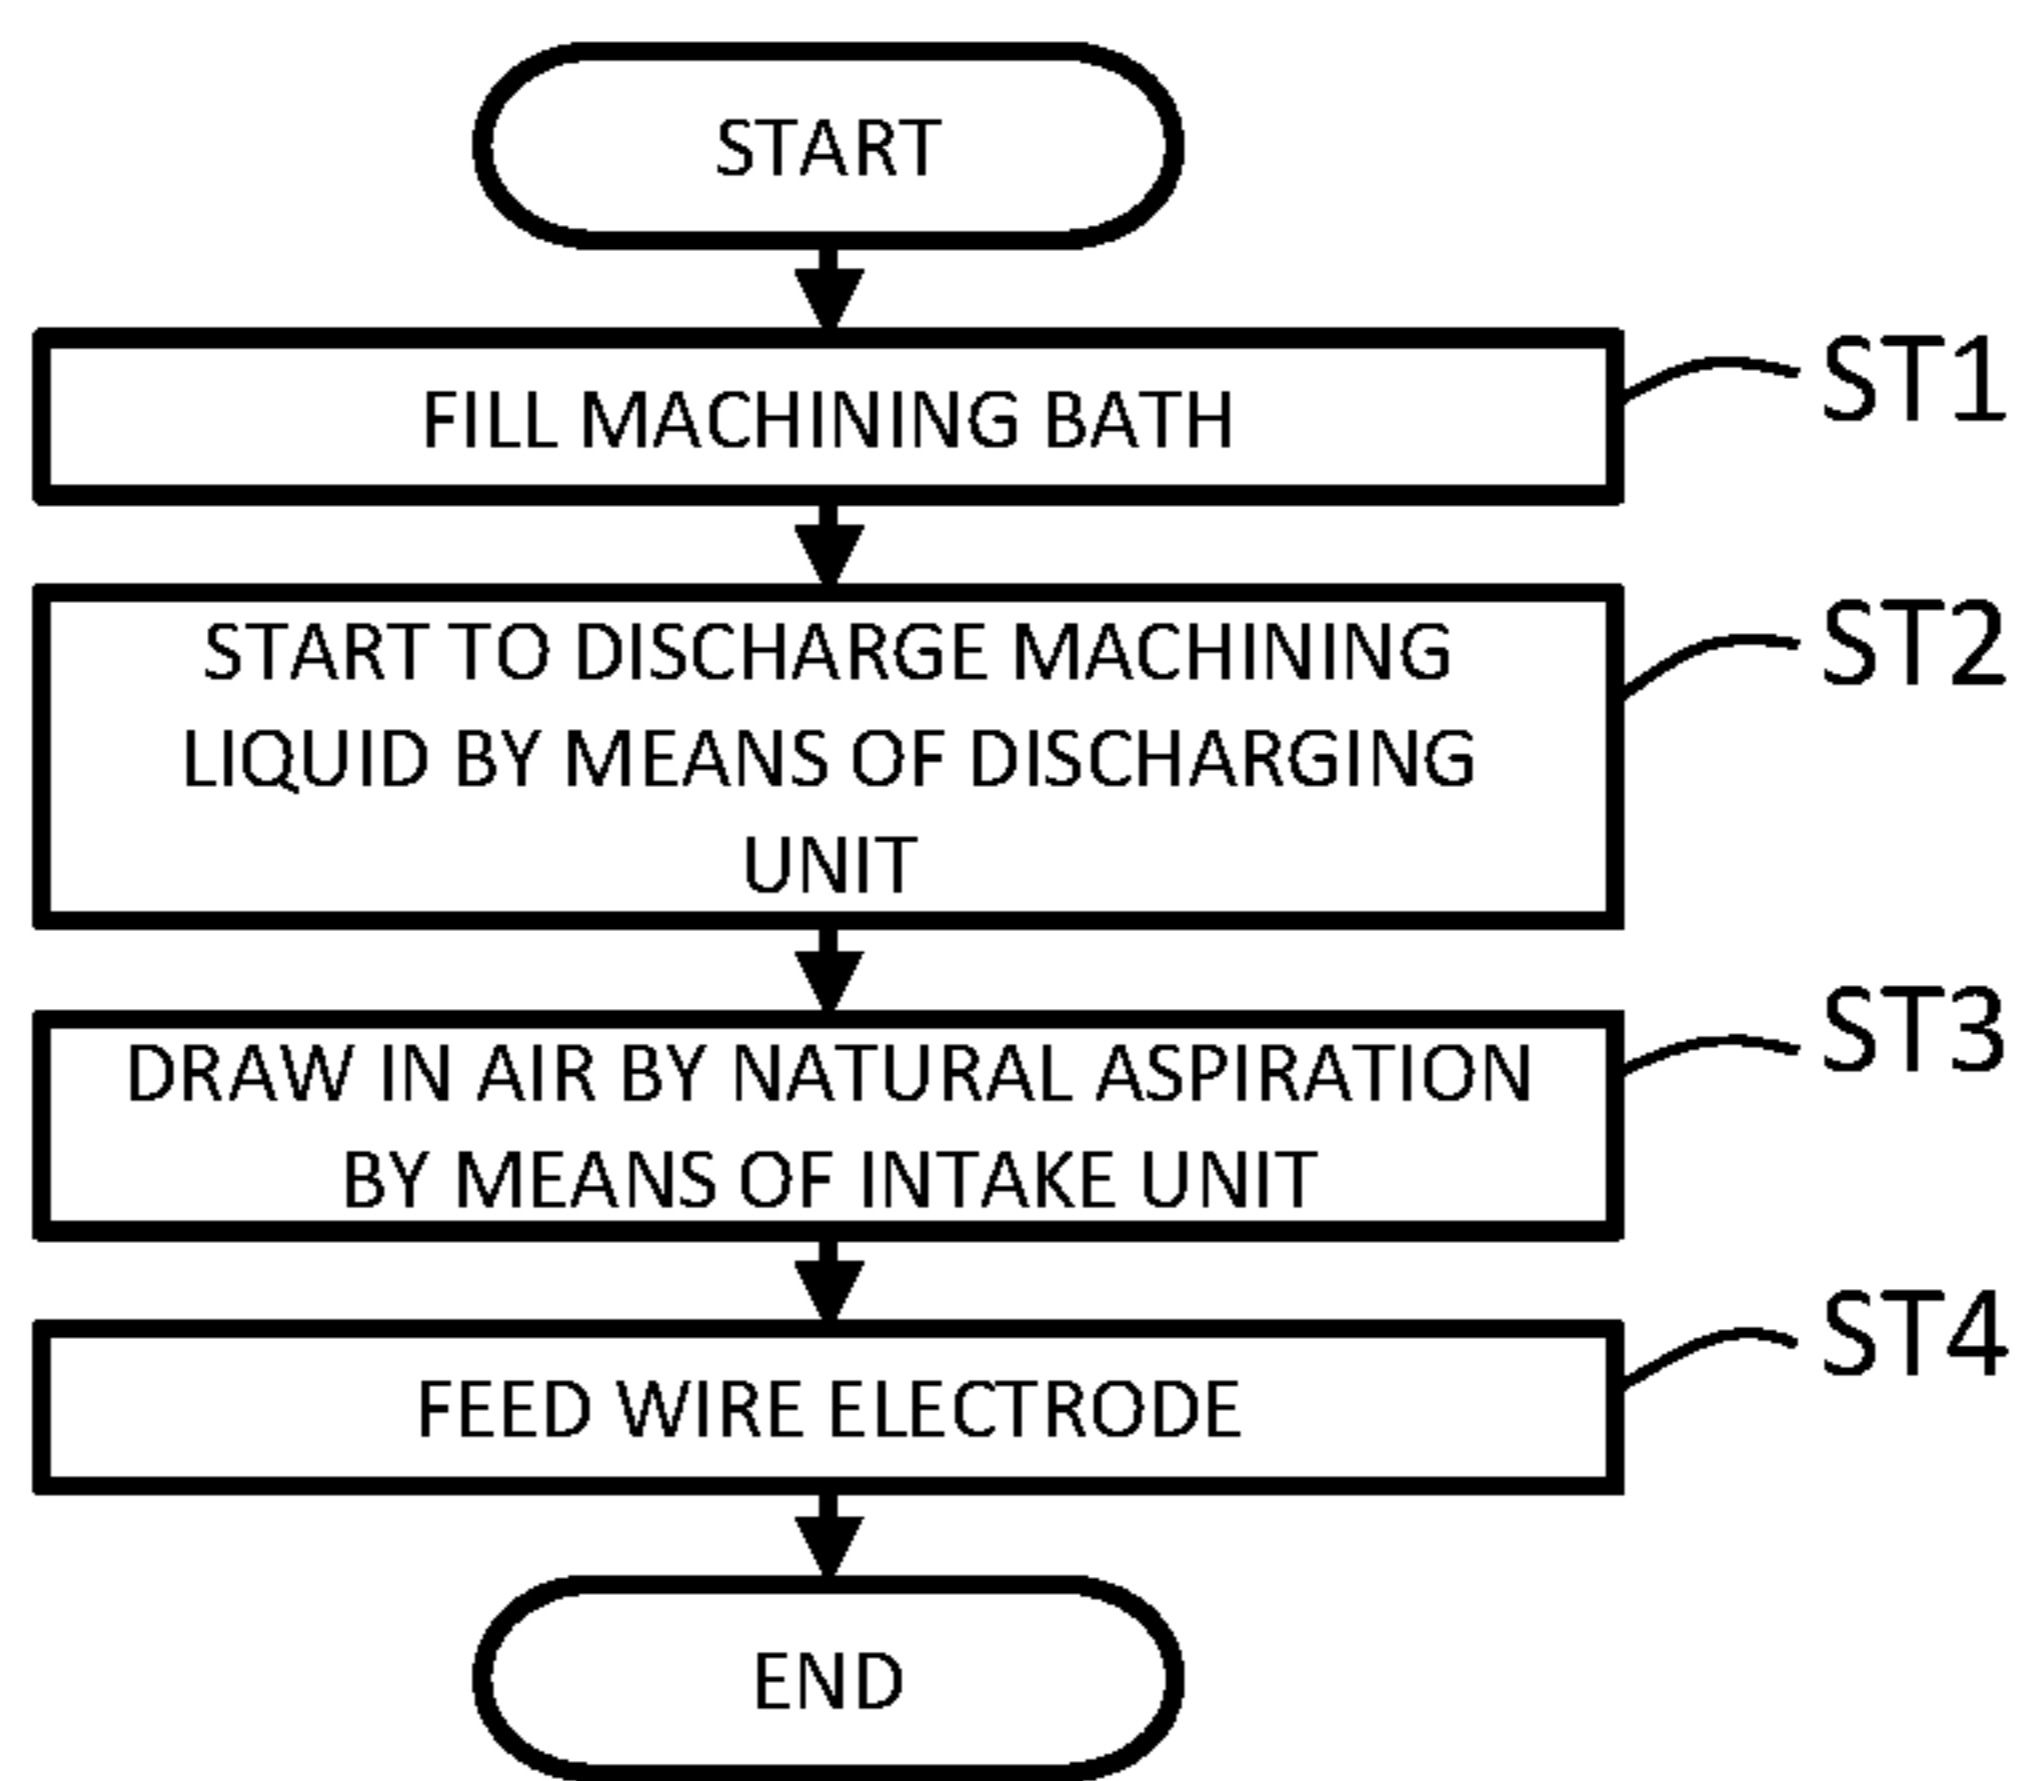 START
FILL MACHINING BATH
ST1
START TO DISCHARGE MACHINING
LIQUID BY MEANS OF DISCHARGING
UNIT
ST2
DRAW IN AIR BY NATURAL ASPIRATION
BY MEANS OF INTAKE UNIT
ST3
FEED WIRE ELECTRODE
ST4
END